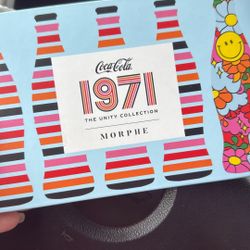 Coca-Cola
1971
THE UNITY COLLECTION
MORPHE